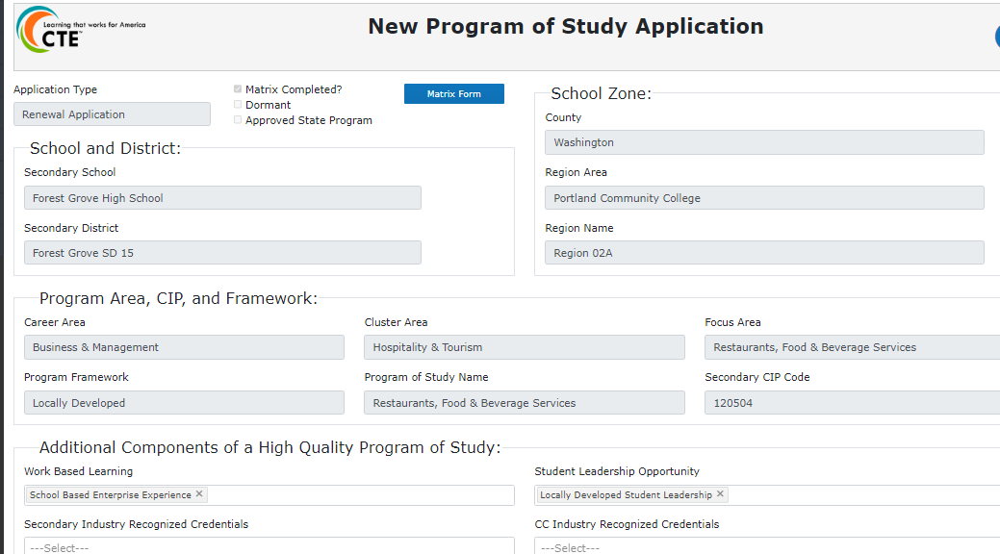 Learning that works for America
CTE™
New Program of Study Application
Application Type
Renewal Application
Matrix Completed?
Dormant
Approved State Program
Matrix Form
School and District:
Secondary School
Forest Grove High School
Secondary District
Forest Grove SD 15
School Zone:
County
Washington
Region Area
Portland Community College
Region Name
Region 02A
Program Area, CIP, and Framework:
Career Area
Cluster Area
Focus Area
Business & Management
Hospitality & Tourism
Restaurants, Food & Beverage Services
Program Framework
Program of Study Name
Secondary CIP Code
Locally Developed
Restaurants, Food & Beverage Services
120504
Additional Components of a High Quality Program of Study:
Work Based Learning
Student Leadership Opportunity
School Based Enterprise Experience ✕
Locally Developed Student Leadership ✕
Secondary Industry Recognized Credentials
CC Industry Recognized Credentials
---Select---
---Select---